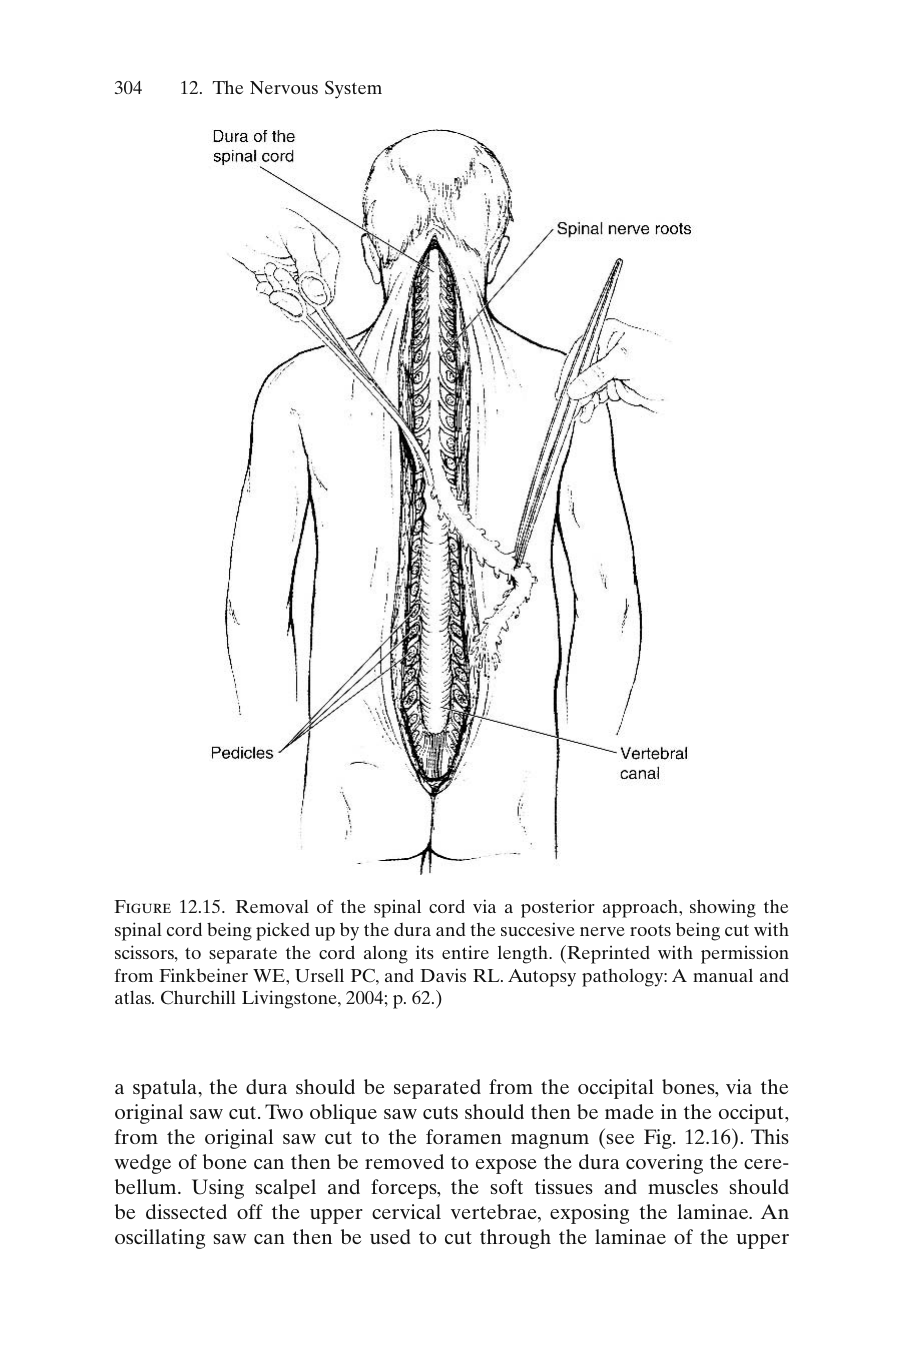 304 12. The Nervous System
Dura of the
spinal cord
Spinal nerve roots
Pedicles
Vertebral
canal
FIGURE 12.15. Removal of the spinal cord via a posterior approach, showing the
spinal cord being picked up by the dura and the succesive nerve roots being cut with
scissors, to separate the cord along its entire length. (Reprinted with permission
from Finkbeiner WE, Ursell PC, and Davis RL. Autopsy pathology: A manual and
atlas. Churchill Livingstone, 2004; p. 62.)
a spatula, the dura should be separated from the occipital bones, via the
original saw cut. Two oblique saw cuts should then be made in the occiput,
from the original saw cut to the foramen magnum (see Fig. 12.16). This
wedge of bone can then be removed to expose the dura covering the cere-
bellum. Using scalpel and forceps, the soft tissues and muscles should
be dissected off the upper cervical vertebrae, exposing the laminae. An
oscillating saw can then be used to cut through the laminae of the upper